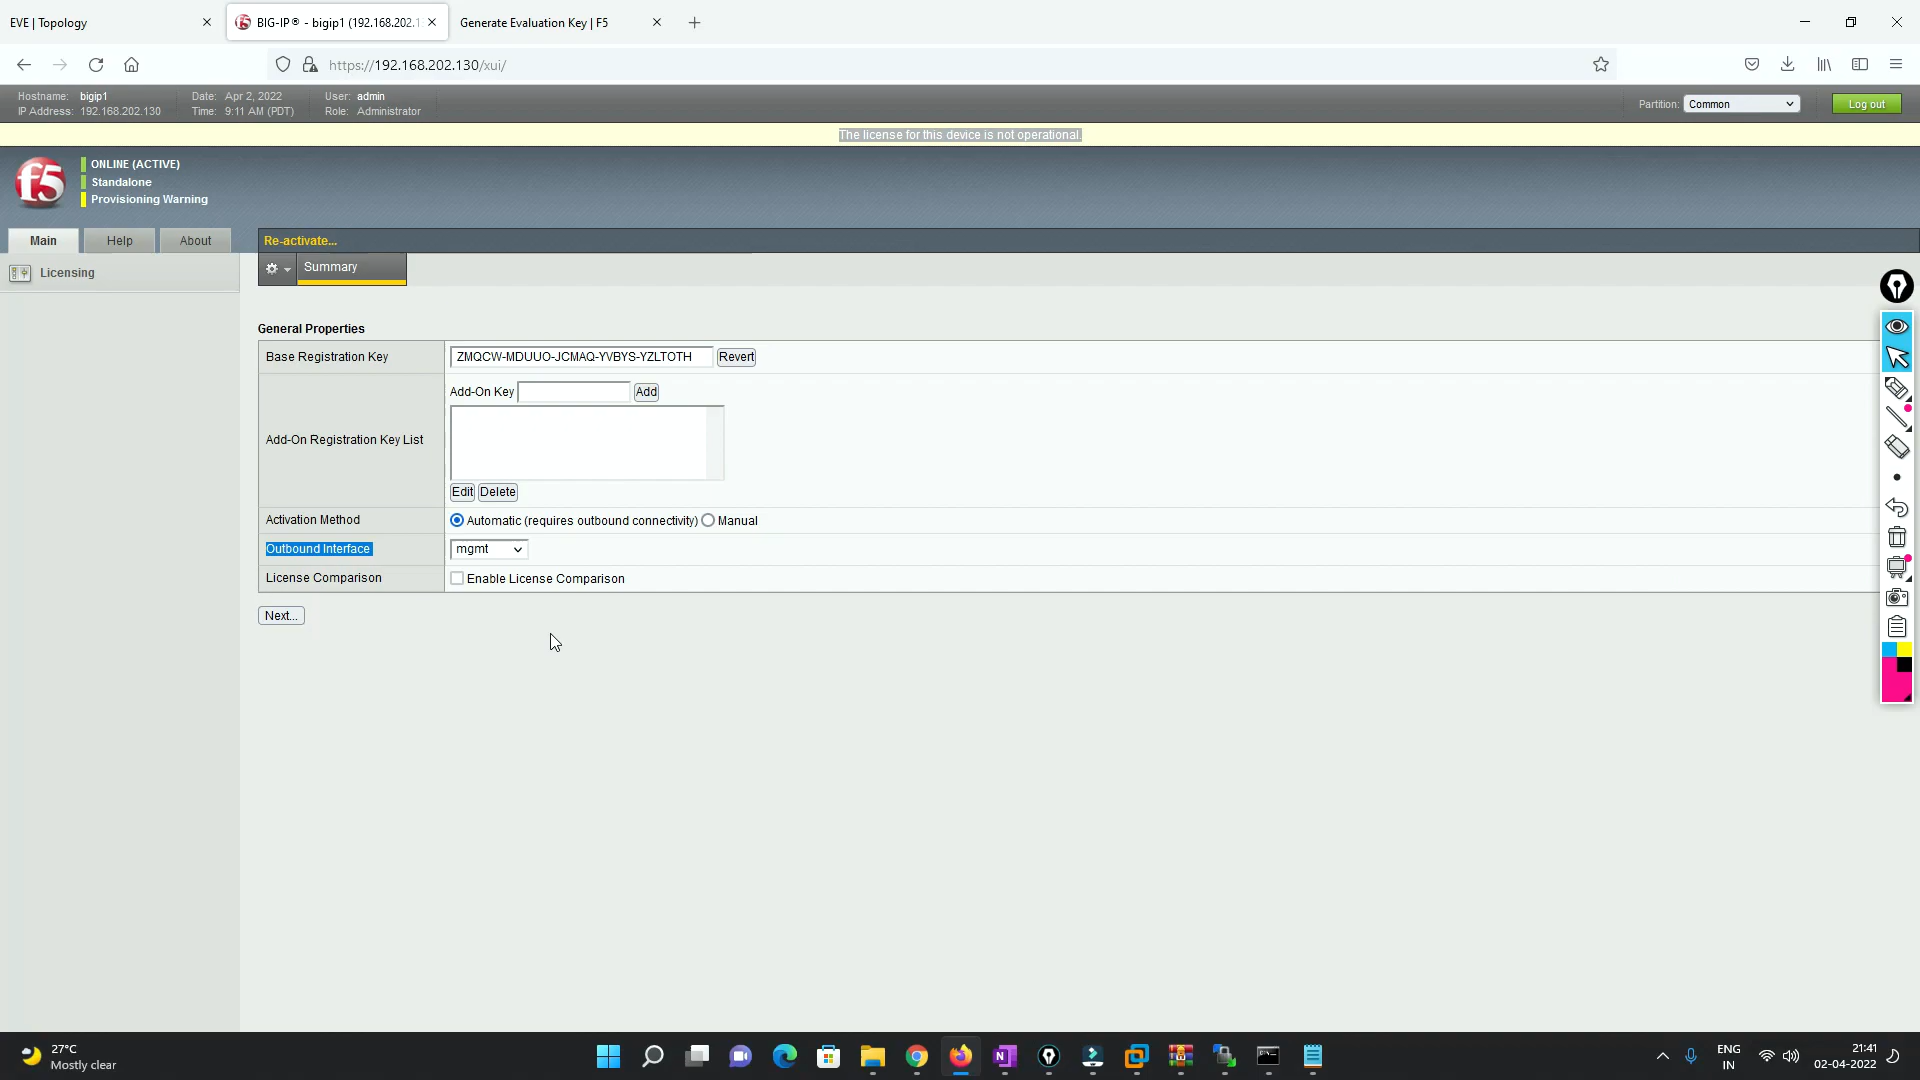 EVE | Topology
BIG-IP® - bigip1 (192.168.202.1
Generate Evaluation Key | F5
https://192.168.202.130/xui/
Hostname: bigip1
Date: Apr 2, 2022
User: admin
IP Address: 192.168.202.130
Time: 9:11 AM (PDT)
Role: Administrator
Partition: Common
Log out
The license for this device is not operational.
f5
ONLINE (ACTIVE)
Standalone
Provisioning Warning
Main
Help
About
Re-activate...
Licensing
Summary
General Properties
Base Registration Key
ZMQCW-MDUUO-JCMAQ-YVBYS-YZLTOTH
Revert
Add-On Key
Add
Add-On Registration Key List
Edit
Delete
Activation Method
Automatic (requires outbound connectivity)
Manual
Outbound Interface
mgmt
License Comparison
Enable License Comparison
Next...
27°C
Mostly clear
ENG
IN
21:41
02-04-2022